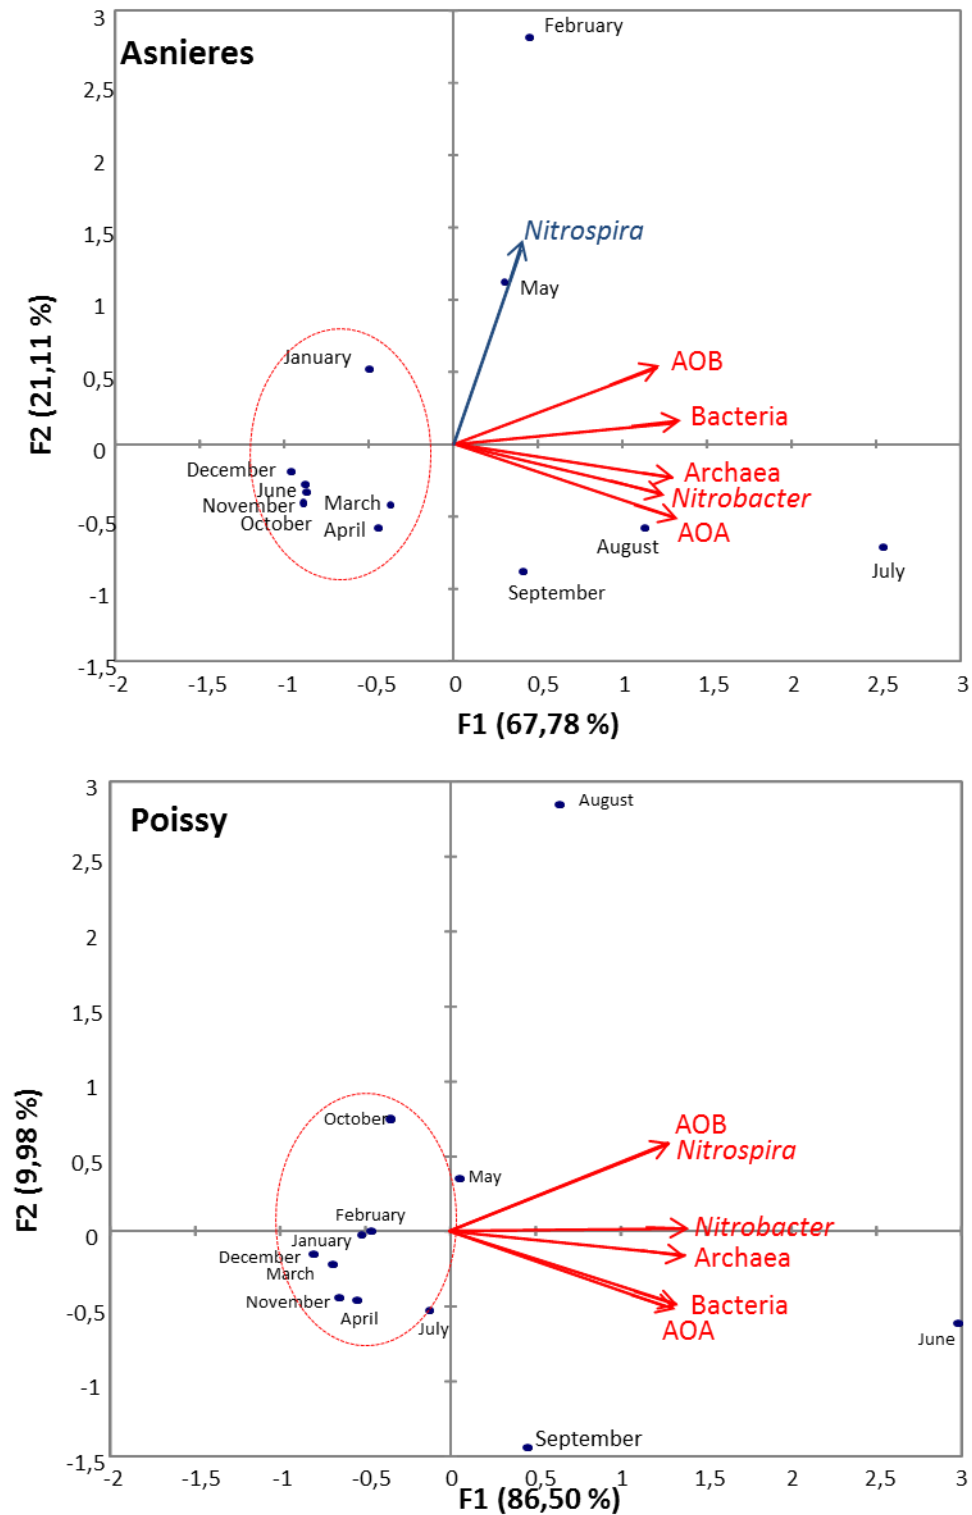 Asnieres
3
2,5
2
1,5
1
0,5
0
-0,5
-1
-1,5
F2 (21,11 %)
February
Nitrospira
May
January
AOB
Bacteria
Archaea
Nitrobacter
AOA
December
June
November
October
March
April
August
July
September
-2 -1,5 -1 -0,5 0 0,5 1 1,5 2 2,5 3
F1 (67,78 %)
Poissy
3
2,5
2
1,5
1
0,5
0
-0,5
-1
-1,5
F2 (9,98 %)
August
October
AOB
Nitrospira
May
February
January
Nitrobacter
December
Archaea
March
November
Bacteria
April
July
AOA
June
September
-2 -1,5 -1 -0,5 0 0,5 1 1,5 2 2,5 3
F1 (86,50 %)